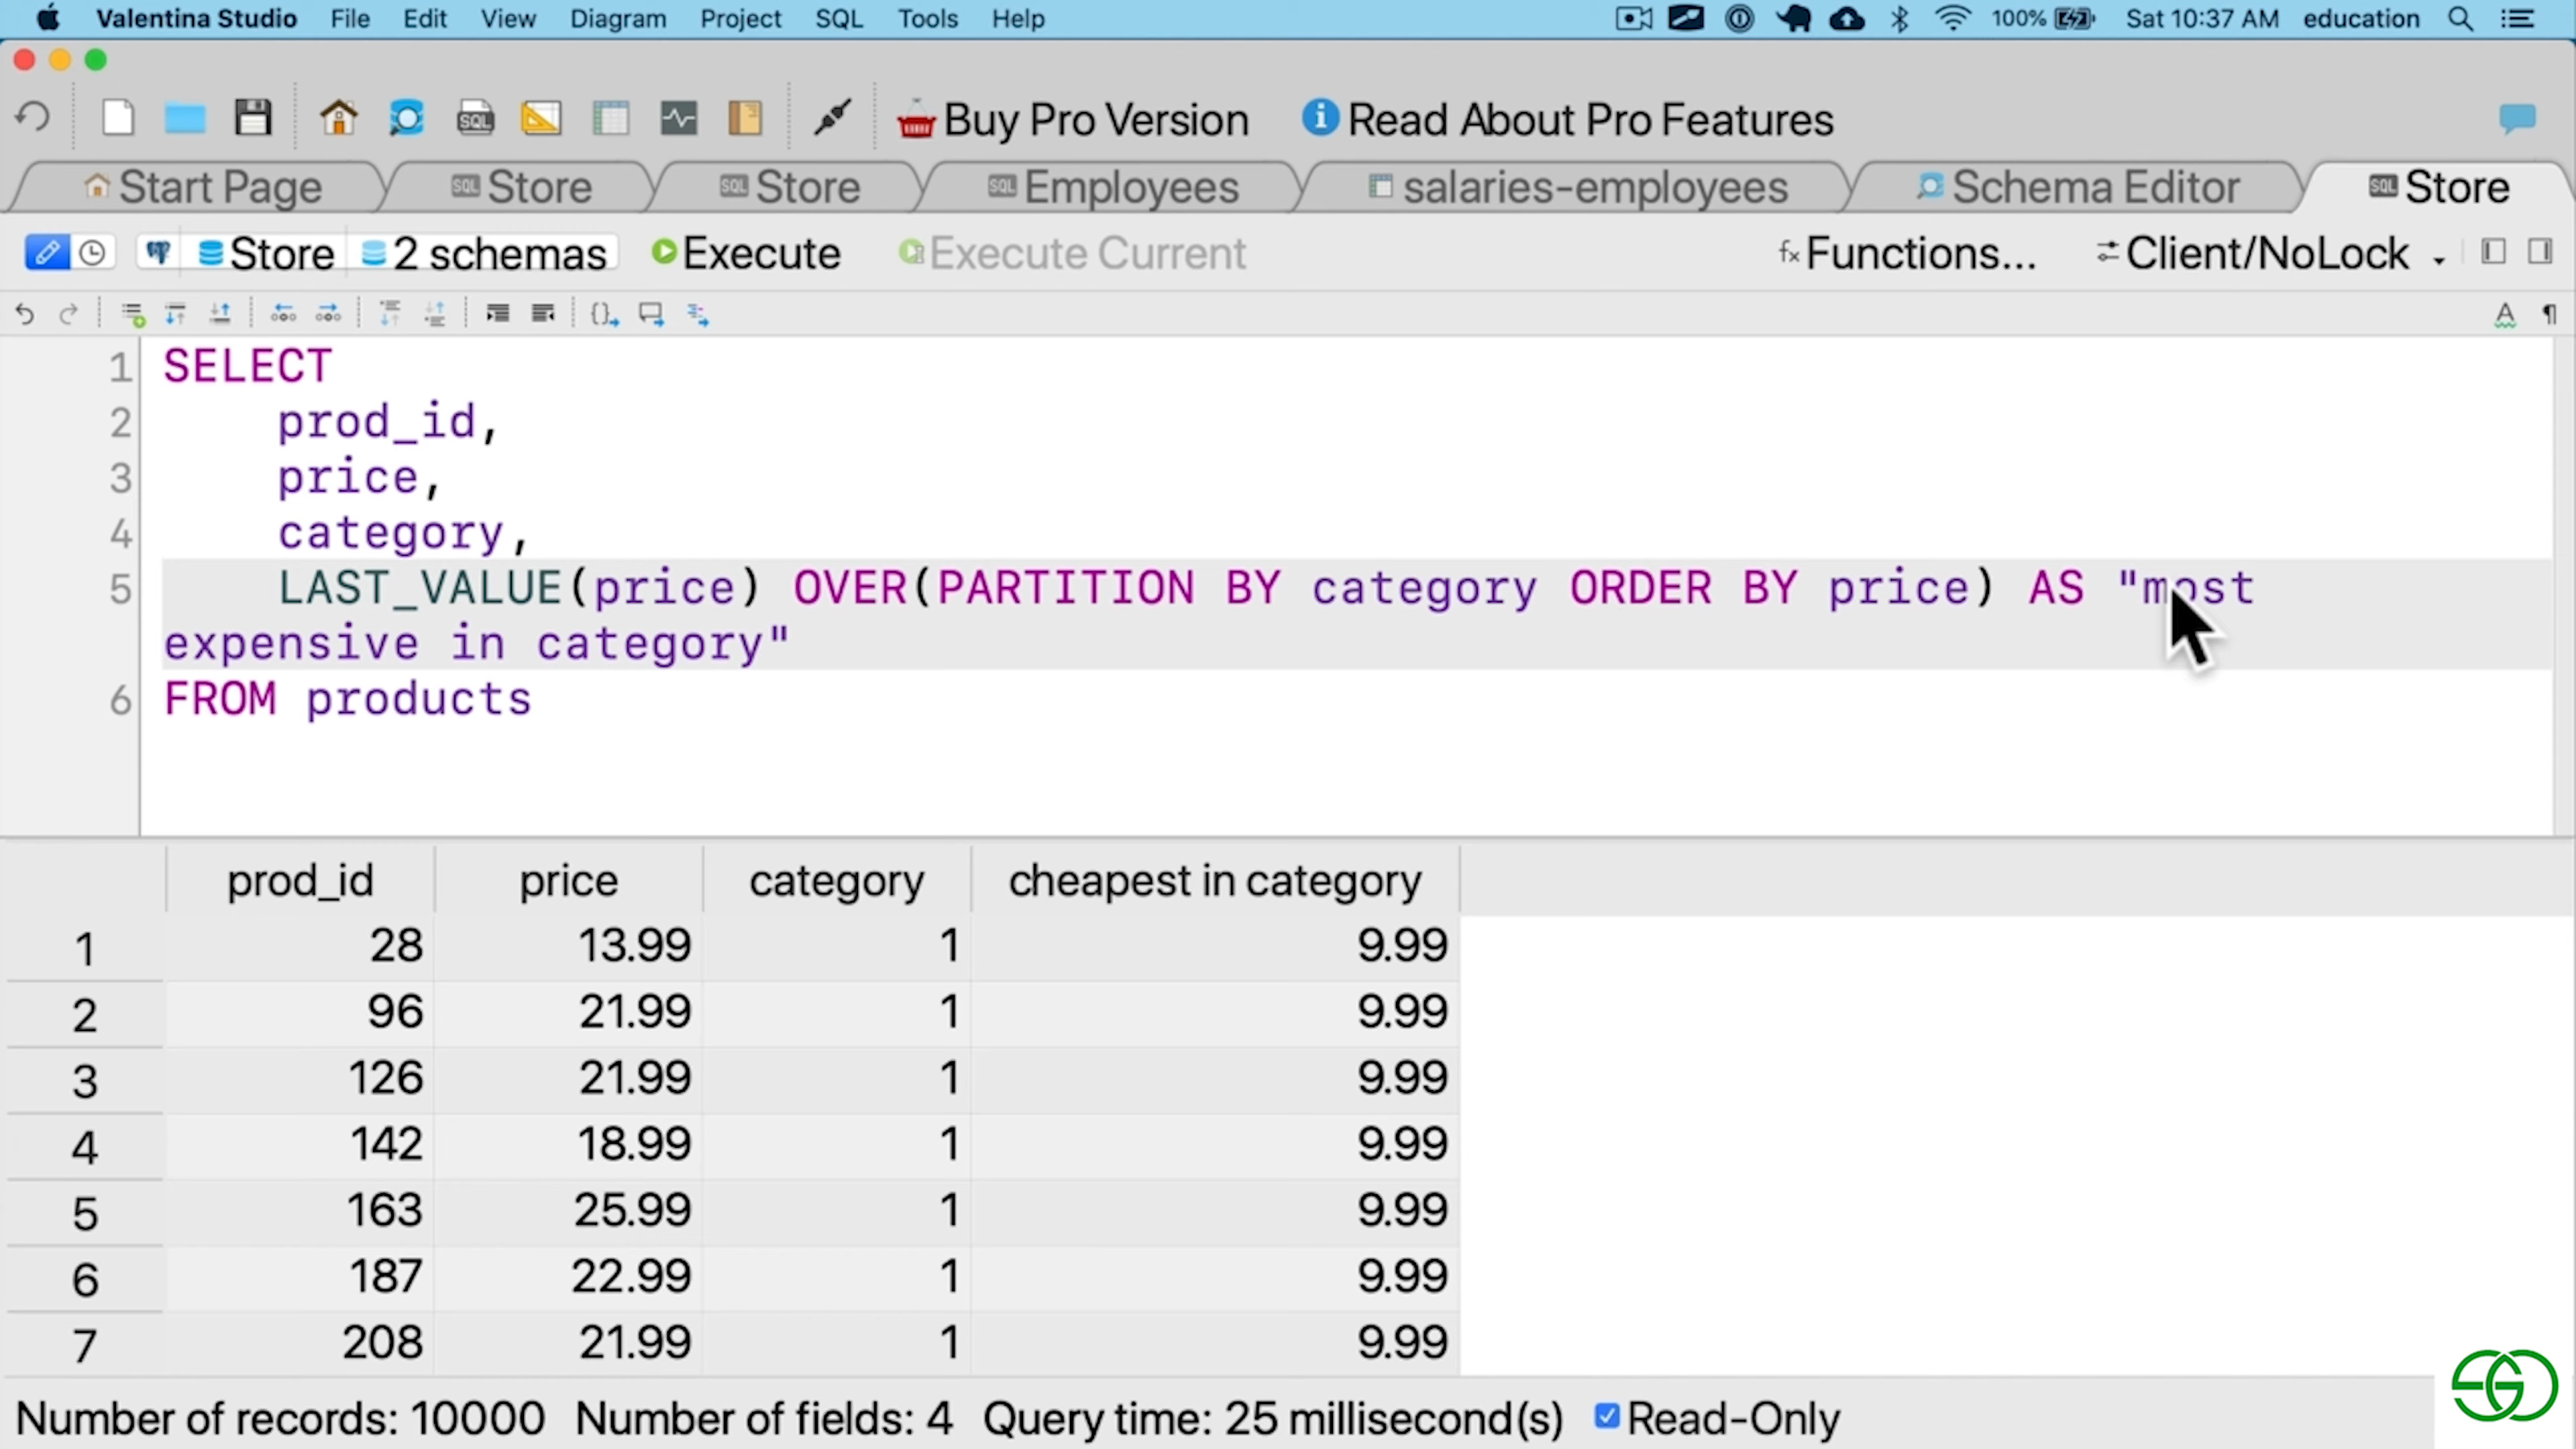 Valentina Studio File Edit View Diagram Project SQL Tools Help 100% Sat 10:37 AM education
Buy Pro Version Read About Pro Features
Start Page Store Store Employees salaries-employees Schema Editor Store
Store 2 schemas Execute Execute Current Functions... Client/NoLock
1 SELECT
2 prod_id,
3 price,
4 category,
5 LAST_VALUE(price) OVER(PARTITION BY category ORDER BY price) AS "most
expensive in category"
6 FROM products
prod_id price category cheapest in category
1 28 13.99 1 9.99
2 96 21.99 1 9.99
3 126 21.99 1 9.99
4 142 18.99 1 9.99
5 163 25.99 1 9.99
6 187 22.99 1 9.99
7 208 21.99 1 9.99
Number of records: 10000 Number of fields: 4 Query time: 25 millisecond(s) Read-Only